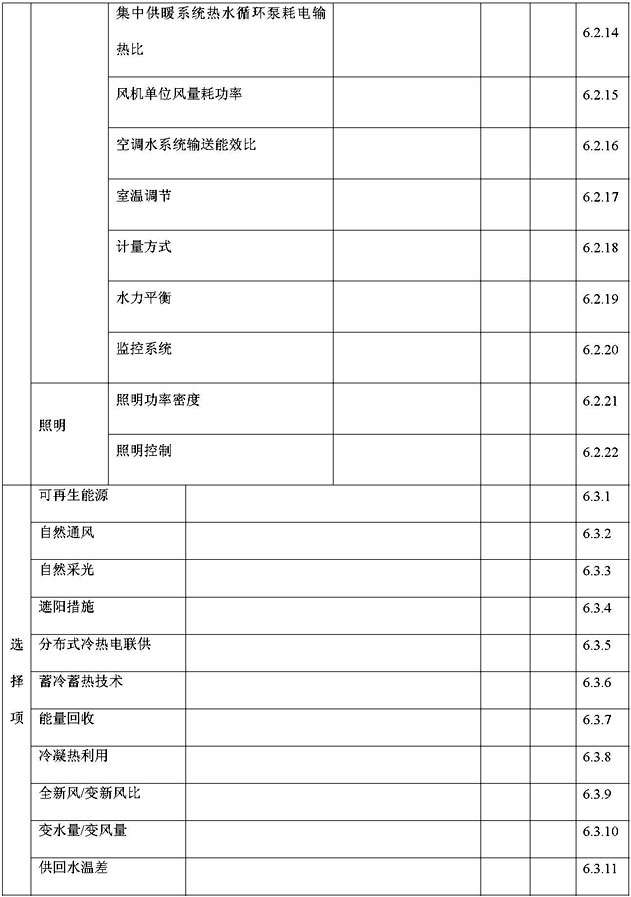 集中供暖系统热水循环泵耗电输
热比
6.2.14
风机单位风量耗功率
6.2.15
空调水系统输送能效比
6.2.16
室温调节
6.2.17
计量方式
6.2.18
水力平衡
6.2.19
监控系统
6.2.20
照明
照明功率密度
6.2.21
照明控制
6.2.22
选
择
项
可再生能源
6.3.1
自然通风
6.3.2
自然采光
6.3.3
遮阳措施
6.3.4
分布式冷热电联供
6.3.5
蓄冷蓄热技术
6.3.6
能量回收
6.3.7
冷凝热利用
6.3.8
全新风/变新风比
6.3.9
变水量/变风量
6.3.10
供回水温差
6.3.11